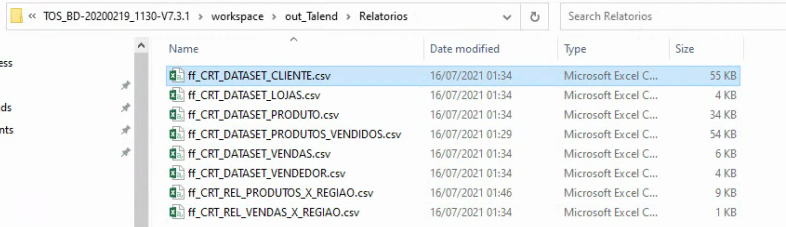 « TOS_BD-20200219_1130-V7.3.1 › workspace › out_Talend › Relatorios Search Relatorios
Name Date modified Type Size
ff_CRT_DATASET_CLIENTE.csv 16/07/2021 01:34 Microsoft Excel C... 55 KB
ff_CRT_DATASET_LOJAS.csv 16/07/2021 01:34 Microsoft Excel C... 4 KB
ff_CRT_DATASET_PRODUTO.csv 16/07/2021 01:34 Microsoft Excel C... 34 KB
ff_CRT_DATASET_PRODUTOS_VENDIDOS.csv 16/07/2021 01:29 Microsoft Excel C... 54 KB
ff_CRT_DATASET_VENDAS.csv 16/07/2021 01:34 Microsoft Excel C... 6 KB
ff_CRT_DATASET_VENDEDOR.csv 16/07/2021 01:34 Microsoft Excel C... 4 KB
ff_CRT_REL_PRODUTOS_X_REGIAO.csv 16/07/2021 01:46 Microsoft Excel C... 9 KB
ff_CRT_REL_VENDAS_X_REGIAO.csv 16/07/2021 01:34 Microsoft Excel C... 1 KB